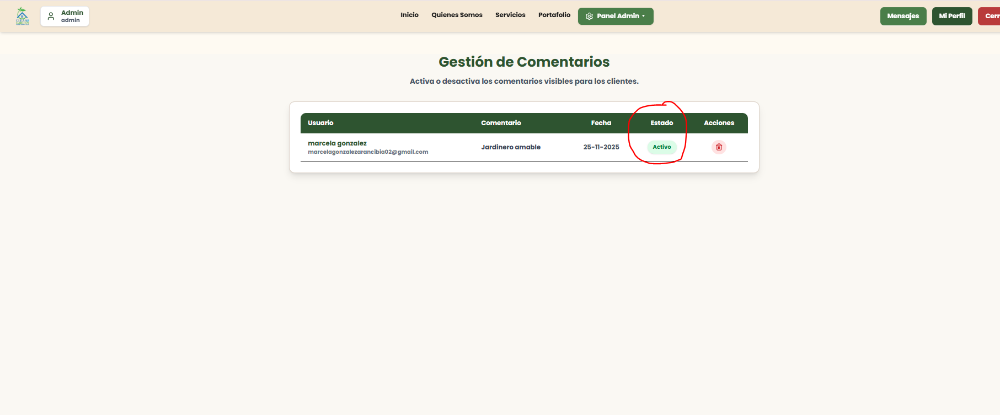 Admin
admin
Inicio
Quienes Somos
Servicios
Portafolio
Panel Admin
Mensajes
Mi Perfil
Cerr
Gestión de Comentarios
Activa o desactiva los comentarios visibles para los clientes.
Usuario Comentario Fecha Estado Acciones
marcela gonzalez
marcelagonzalezarancibia02@gmail.com
Jardinero amable
25-11-2025
Activo